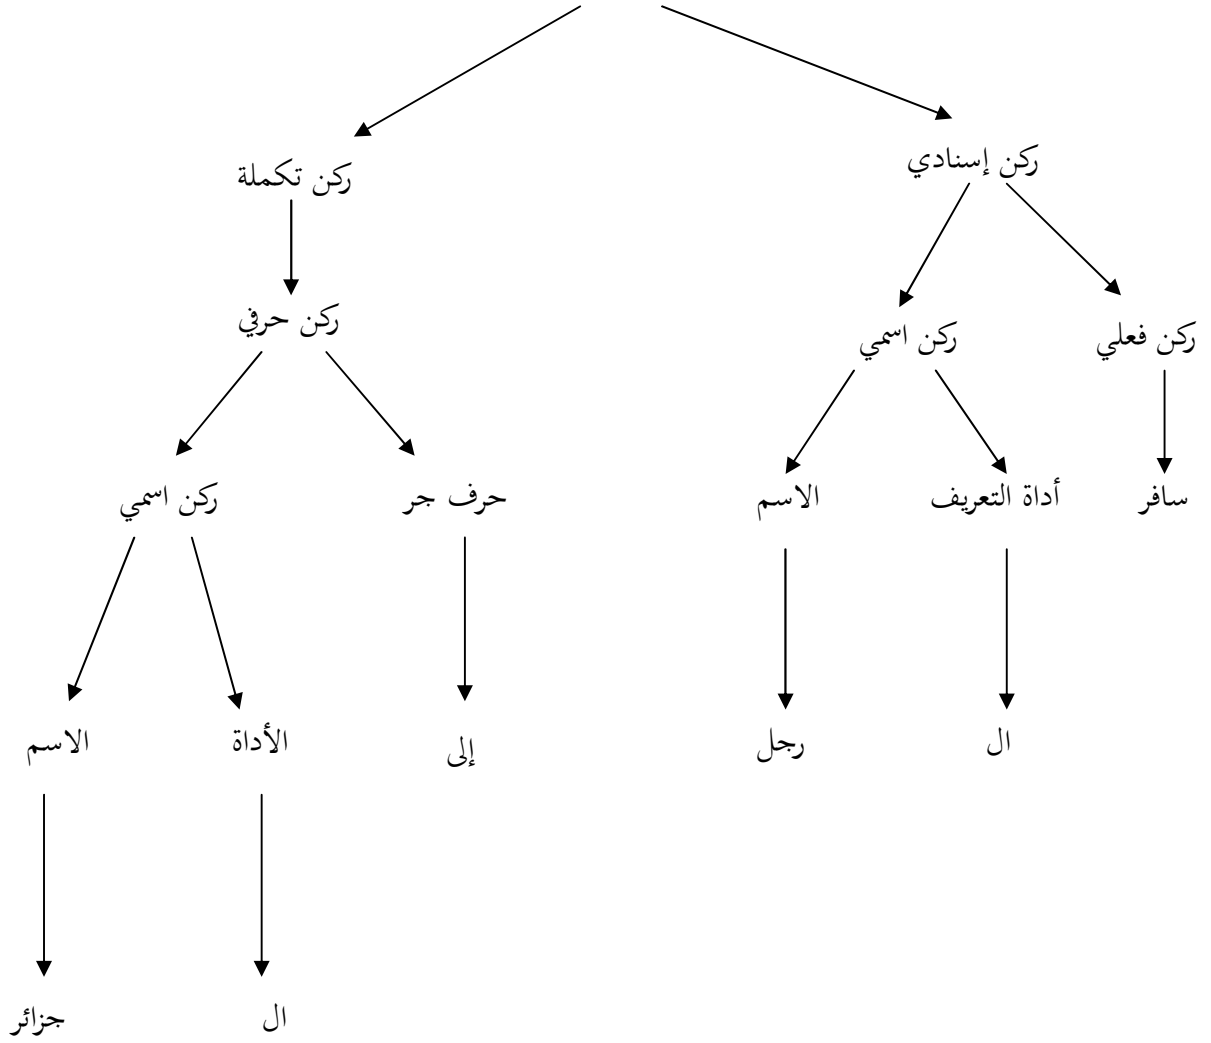 ركن إسنادي
ركن تكملة
ركن حرفي
ركن فعلي
ركن اسمي
سافر
أداة التعريف
الاسم
حرف جر
ركن اسمي
ال
رجل
إلى
الأداة
الاسم
ال
جزائر